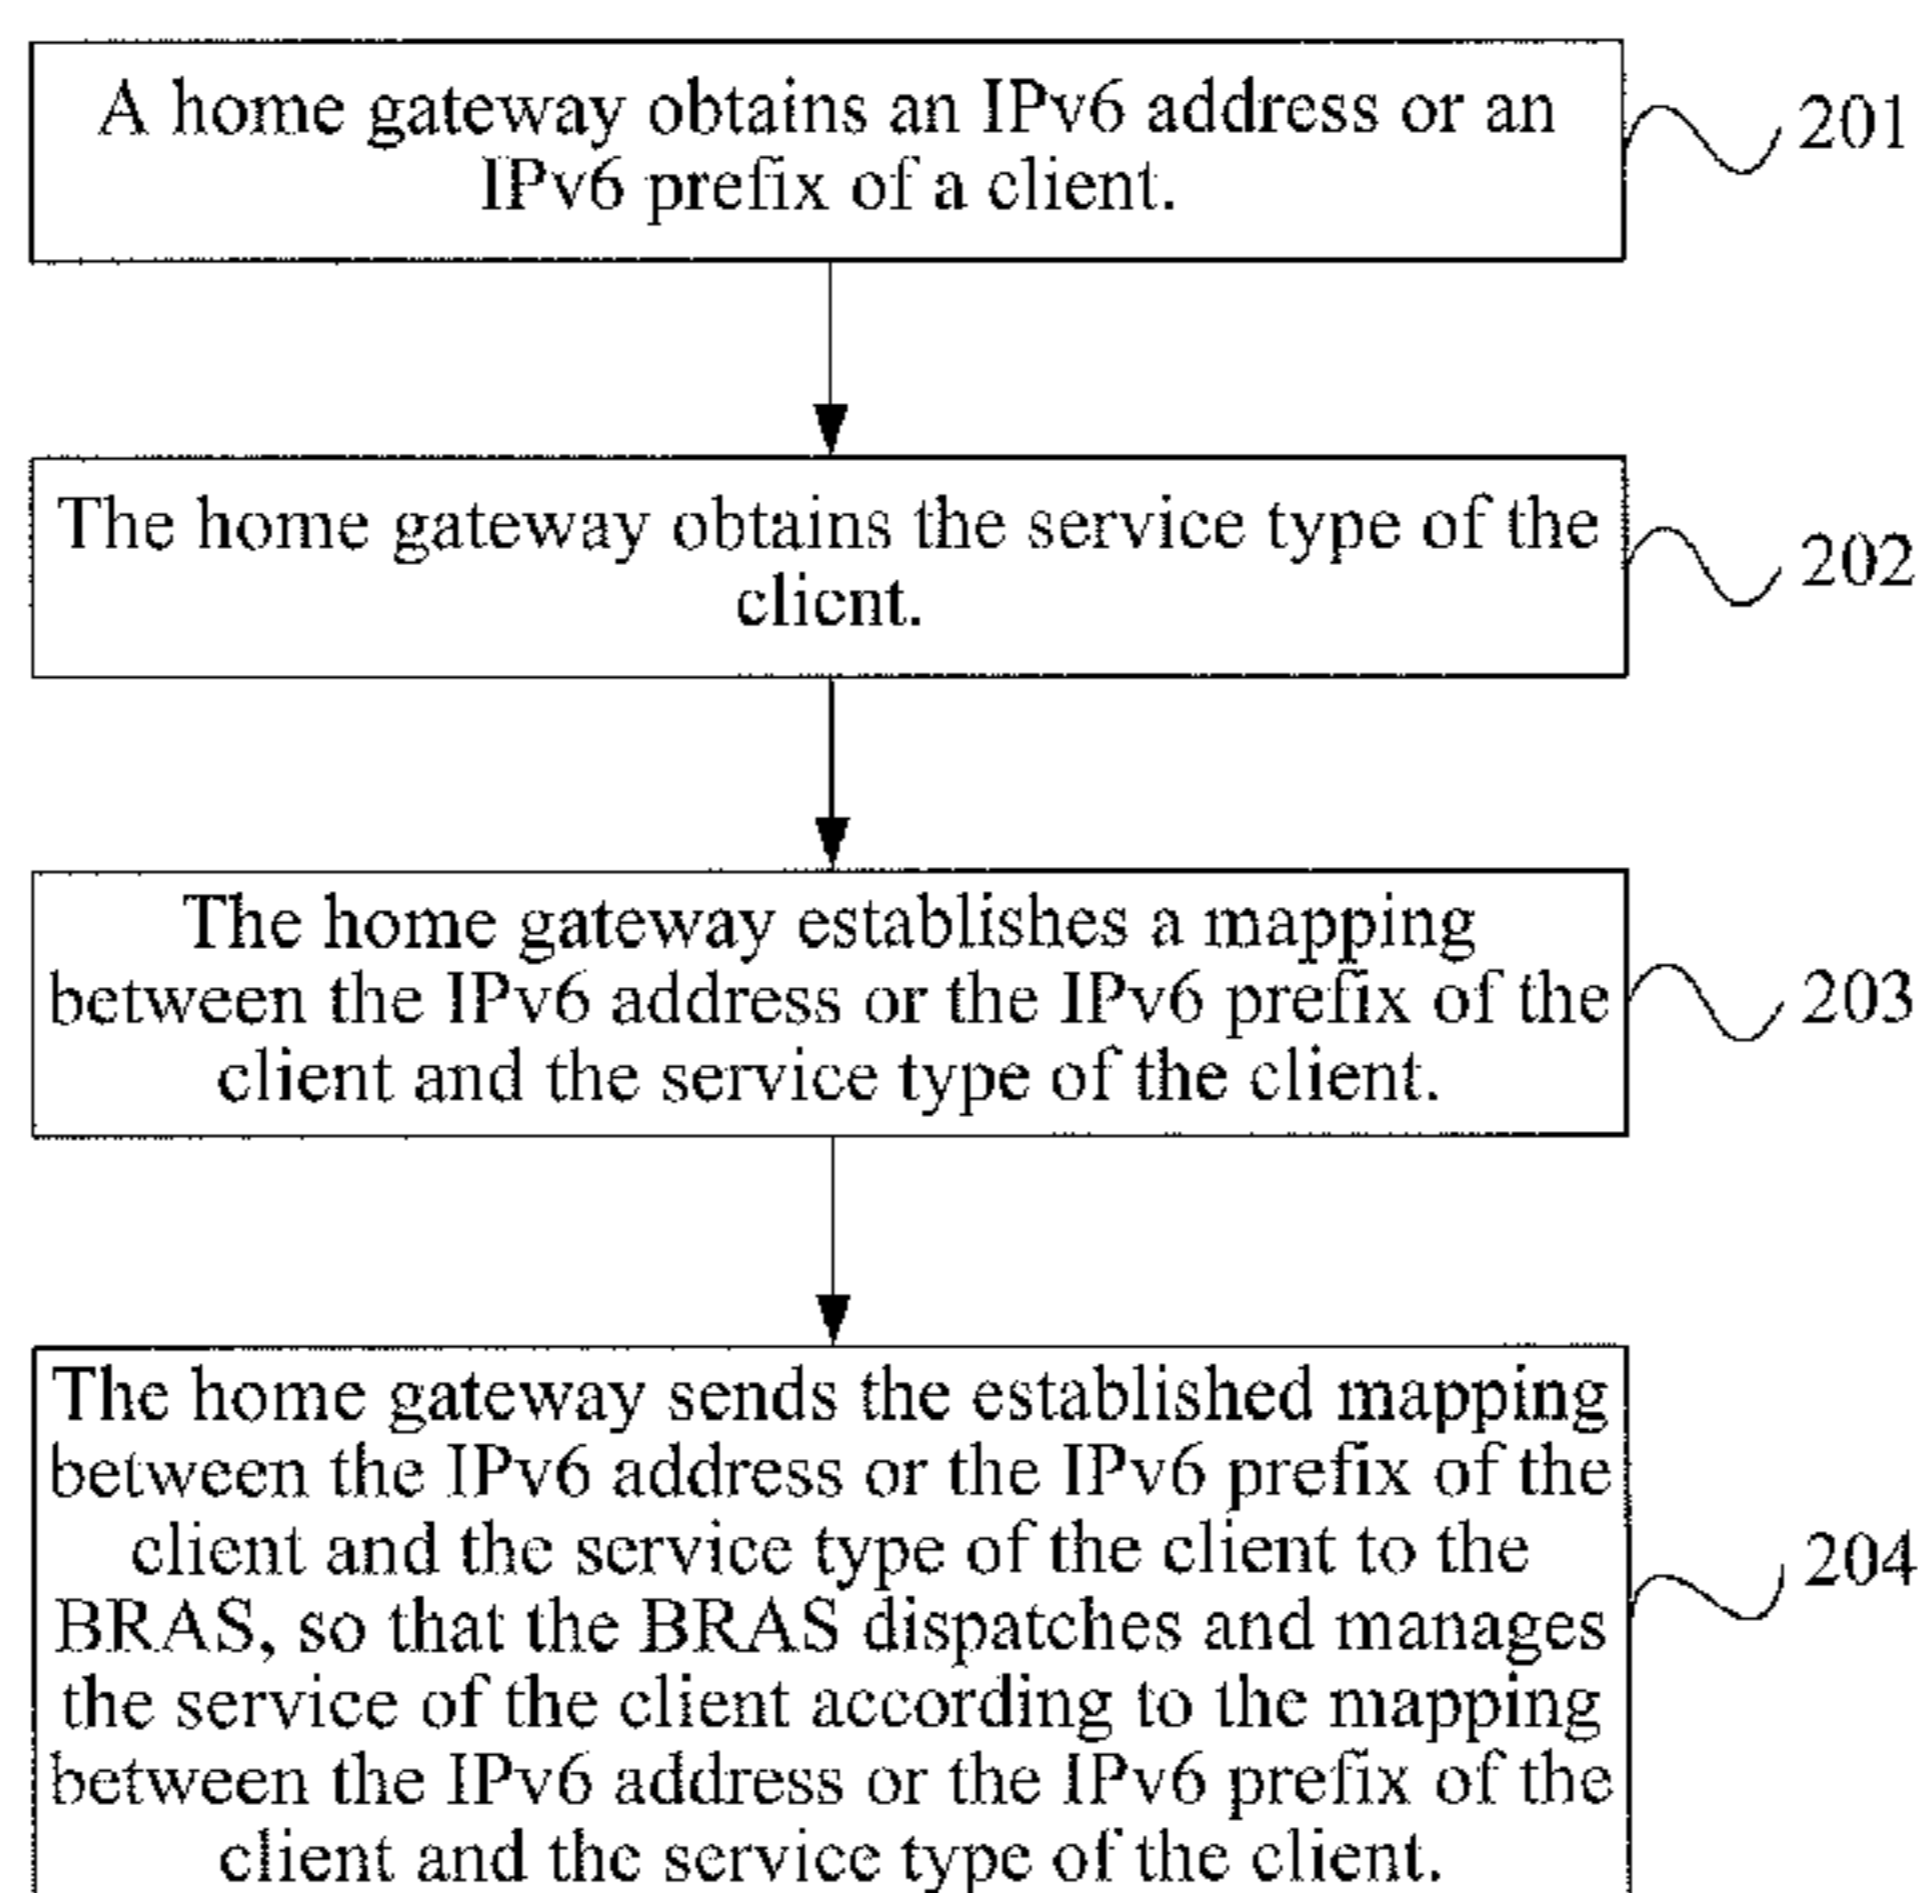 A home gateway obtains an IPv6 address or an
IPv6 prefix of a client.
201
The home gateway obtains the service type of the
client.
202
The home gateway establishes a mapping
between the IPv6 address or the IPv6 prefix of the
client and the service type of the client.
203
The home gateway sends the established mapping
between the IPv6 address or the IPv6 prefix of the
client and the service type of the client to the
BRAS, so that the BRAS dispatches and manages
the service of the client according to the mapping
between the IPv6 address or the IPv6 prefix of the
client and the service type of the client.
204